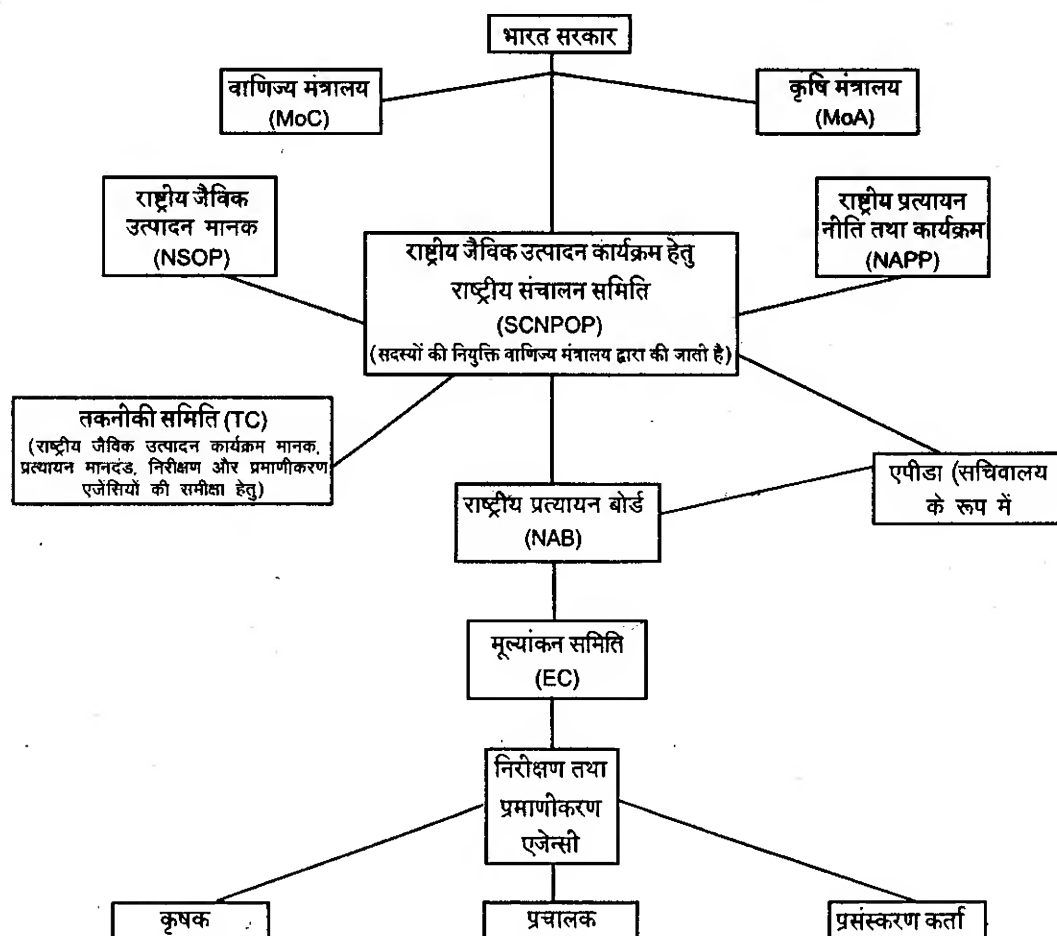 भारत सरकार
वाणिज्य मंत्रालय
(MoC)
कृषि मंत्रालय
(MoA)
राष्ट्रीय जैविक
उत्पादन मानक
(NSOP)
राष्ट्रीय प्रत्यायन
नीति तथा कार्यक्रम
(NAPP)
राष्ट्रीय जैविक उत्पादन कार्यक्रम हेतु
राष्ट्रीय संचालन समिति
(SCNPOP)
(सदस्यों की नियुक्ति वाणिज्य मंत्रालय द्वारा की जाती है)
तकनीकी समिति (TC)
(राष्ट्रीय जैविक उत्पादन कार्यक्रम मानक,
प्रत्यायन मानदंड, निरीक्षण और प्रमाणीकरण
एजेंसियों की समीक्षा हेतु)
एपीडा (सचिवालय
के रूप में
राष्ट्रीय प्रत्यायन बोर्ड
(NAB)
मूल्यांकन समिति
(EC)
निरीक्षण तथा
प्रमाणीकरण
एजेन्सी
कृषक
प्रचालक
प्रसंस्करण कर्ता